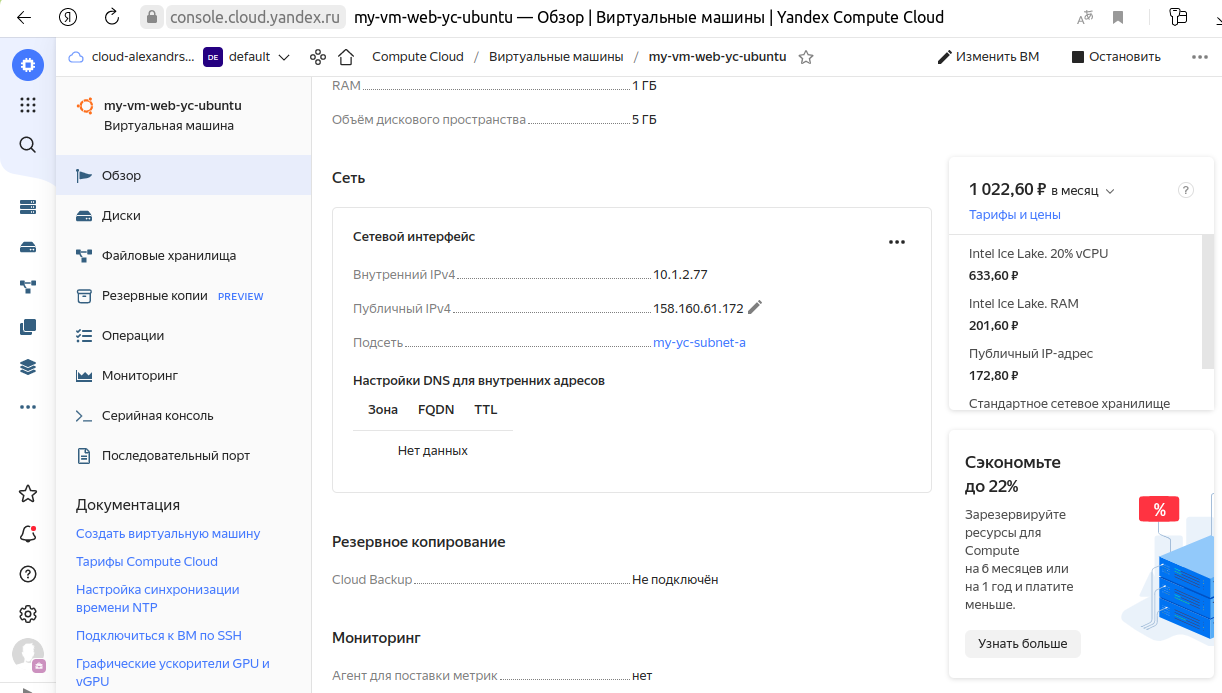 Я
console.cloud.yandex.ru my-vm-web-yc-ubuntu — Обзор | Виртуальные машины | Yandex Compute Cloud
cloud-alexandrs... DE default Compute Cloud / Виртуальные машины / my-vm-web-yc-ubuntu Изменить ВМ Остановить
my-vm-web-yc-ubuntu
Виртуальная машина
Обзор
Диски
Файловые хранилища
Резервные копии PREVIEW
Операции
Мониторинг
Серийная консоль
Последовательный порт
Документация
Создать виртуальную машину
Тарифы Compute Cloud
Настройка синхронизации
времени NTP
Подключиться к ВМ по SSH
Графические ускорители GPU и
vGPU
RAM 1 ГБ
Объём дискового пространства 5 ГБ
Сеть
Сетевой интерфейс
Внутренний IPv4 10.1.2.77
Публичный IPv4 158.160.61.172
Подсеть my-yc-subnet-a
Настройки DNS для внутренних адресов
Зона FQDN TTL
Нет данных
Резервное копирование
Cloud Backup Не подключён
Мониторинг
Агент для поставки метрик нет
1 022,60 ₽ в месяц ?
Тарифы и цены
Intel Ice Lake. 20% vCPU
633,60 ₽
Intel Ice Lake. RAM
201,60 ₽
Публичный IP-адрес
172,80 ₽
Стандартное сетевое хранилище
Сэкономьте
до 22%
%
Зарезервируйте
ресурсы для
Compute
на 6 месяцев или
на 1 год и платите
меньше.
Узнать больше